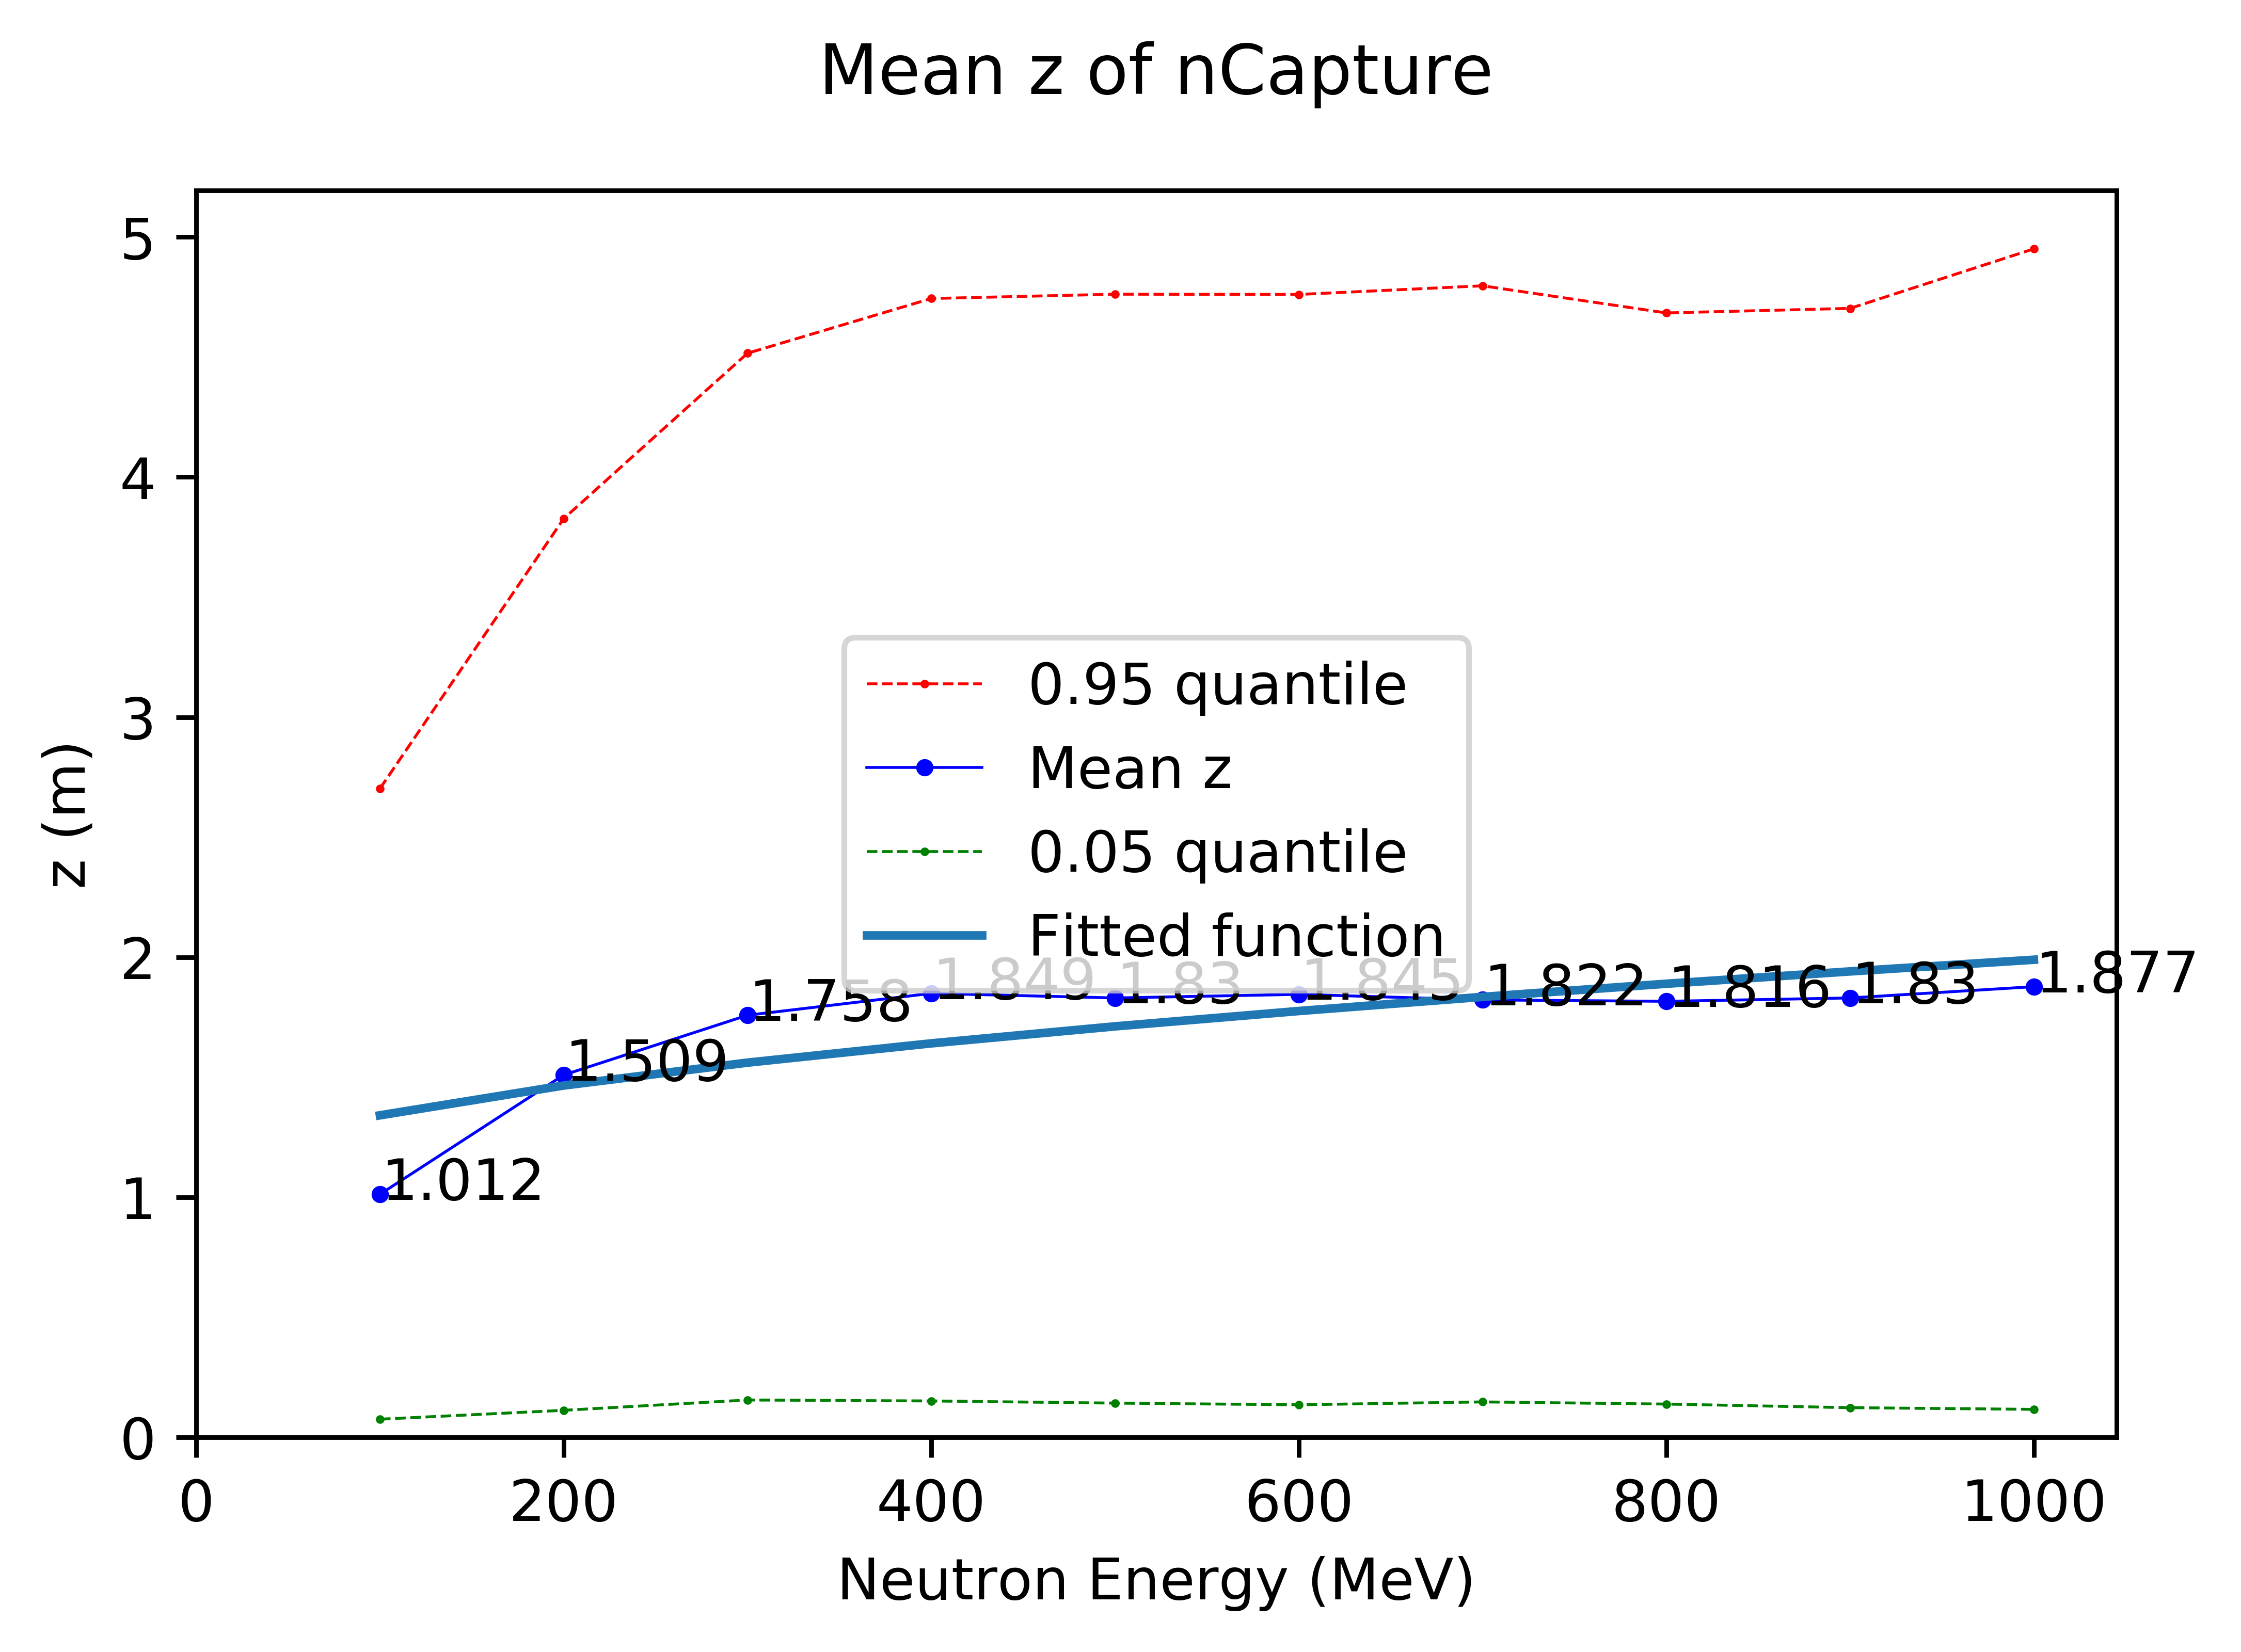 Mean z of nCapture
5
4
3
2
1
0
z (m)
0.95 quantile
Mean z
0.05 quantile
Fitted function
1.012
1.509
1.758
1.849
1.83
1.845
1.822
1.816
1.83
1.877
0 200 400 600 800 1000
Neutron Energy (MeV)